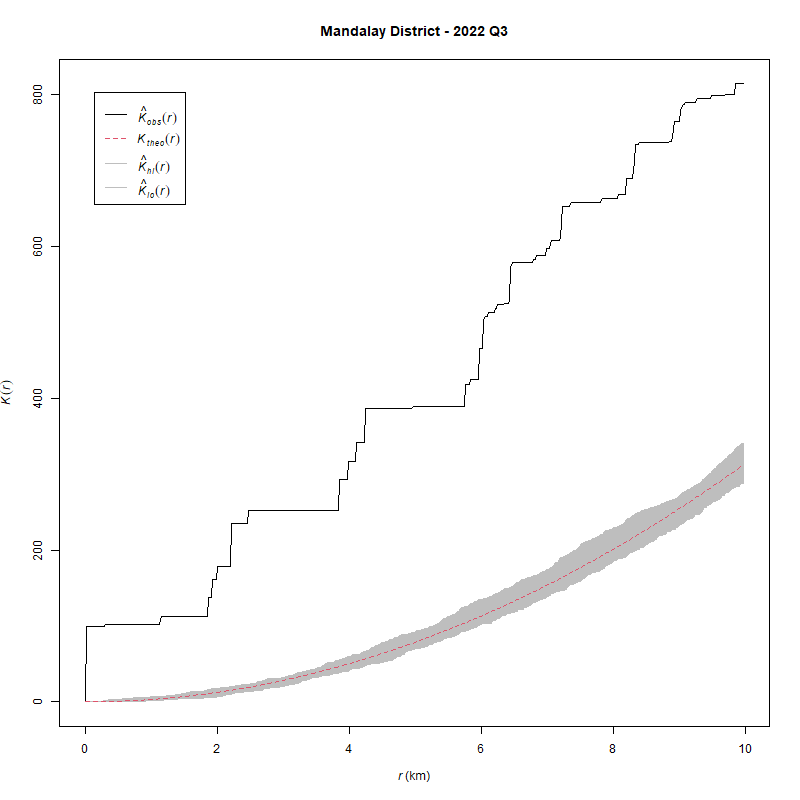 Mandalay District - 2022 Q3
K̂obs(r)
Ktheo(r)
K̂hi(r)
K̂lo(r)
K(r)
800
600
400
200
0
0 2 4 6 8 10
r (km)